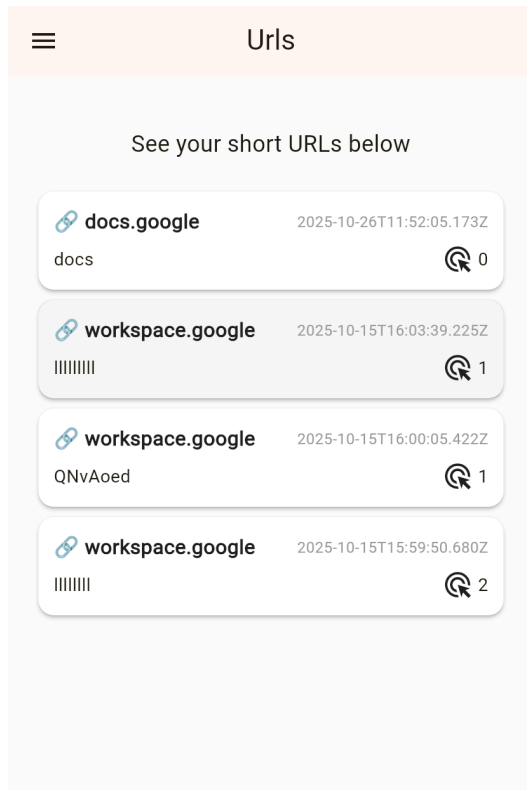 Urls
See your short URLs below
🔗 docs.google 2025-10-26T11:52:05.173Z
docs 0
🔗 workspace.google 2025-10-15T16:03:39.225Z
lllllllll 1
🔗 workspace.google 2025-10-15T16:00:05.422Z
QNvAoed 1
🔗 workspace.google 2025-10-15T15:59:50.680Z
llllllll 2